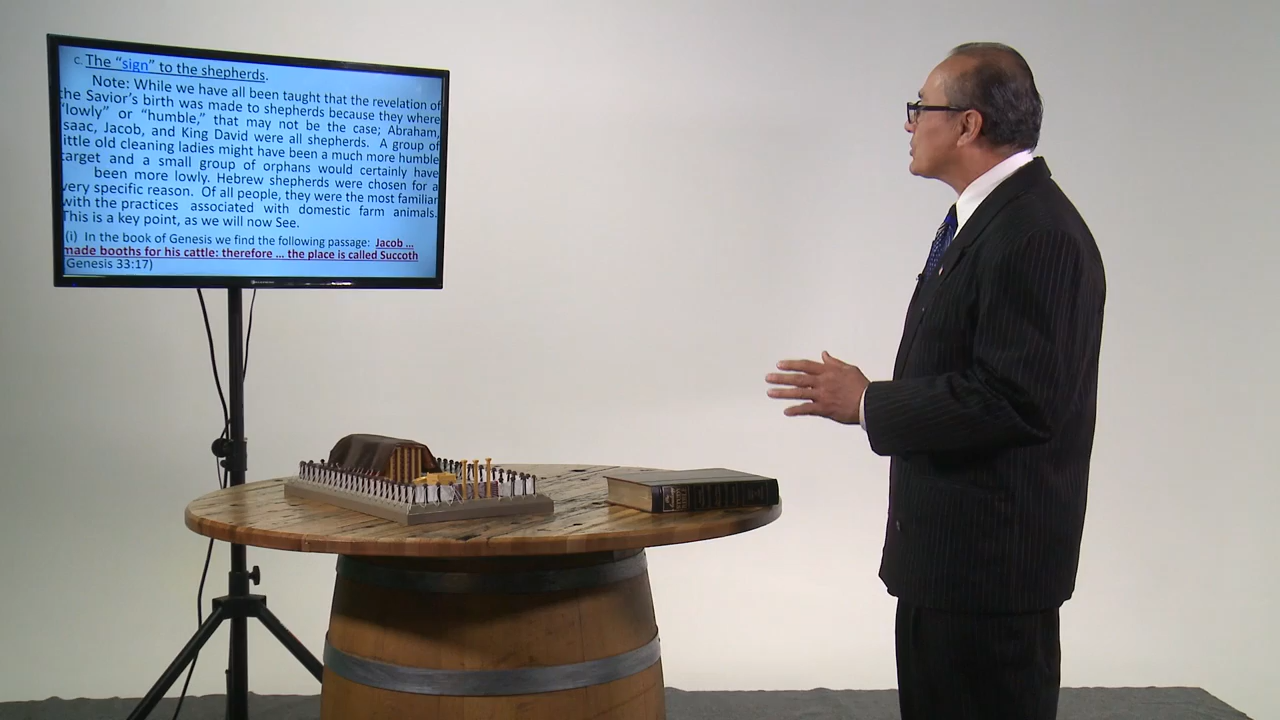 c. The “sign” to the shepherds.
Note: While we have all been taught that the revelation of
the Savior’s birth was made to shepherds because they where
“lowly” or “humble,” that may not be the case; Abraham,
saac, Jacob, and King David were all shepherds. A group of
ittle old cleaning ladies might have been a much more humble
target and a small group of orphans would certainly have
been more lowly. Hebrew shepherds were chosen for a
very specific reason. Of all people, they were the most familiar
with the practices associated with domestic farm animals.
This is a key point, as we will now See.
(i) In the book of Genesis we find the following passage: Jacob ...
made booths for his cattle: therefore ... the place is called Succoth
(Genesis 33:17)